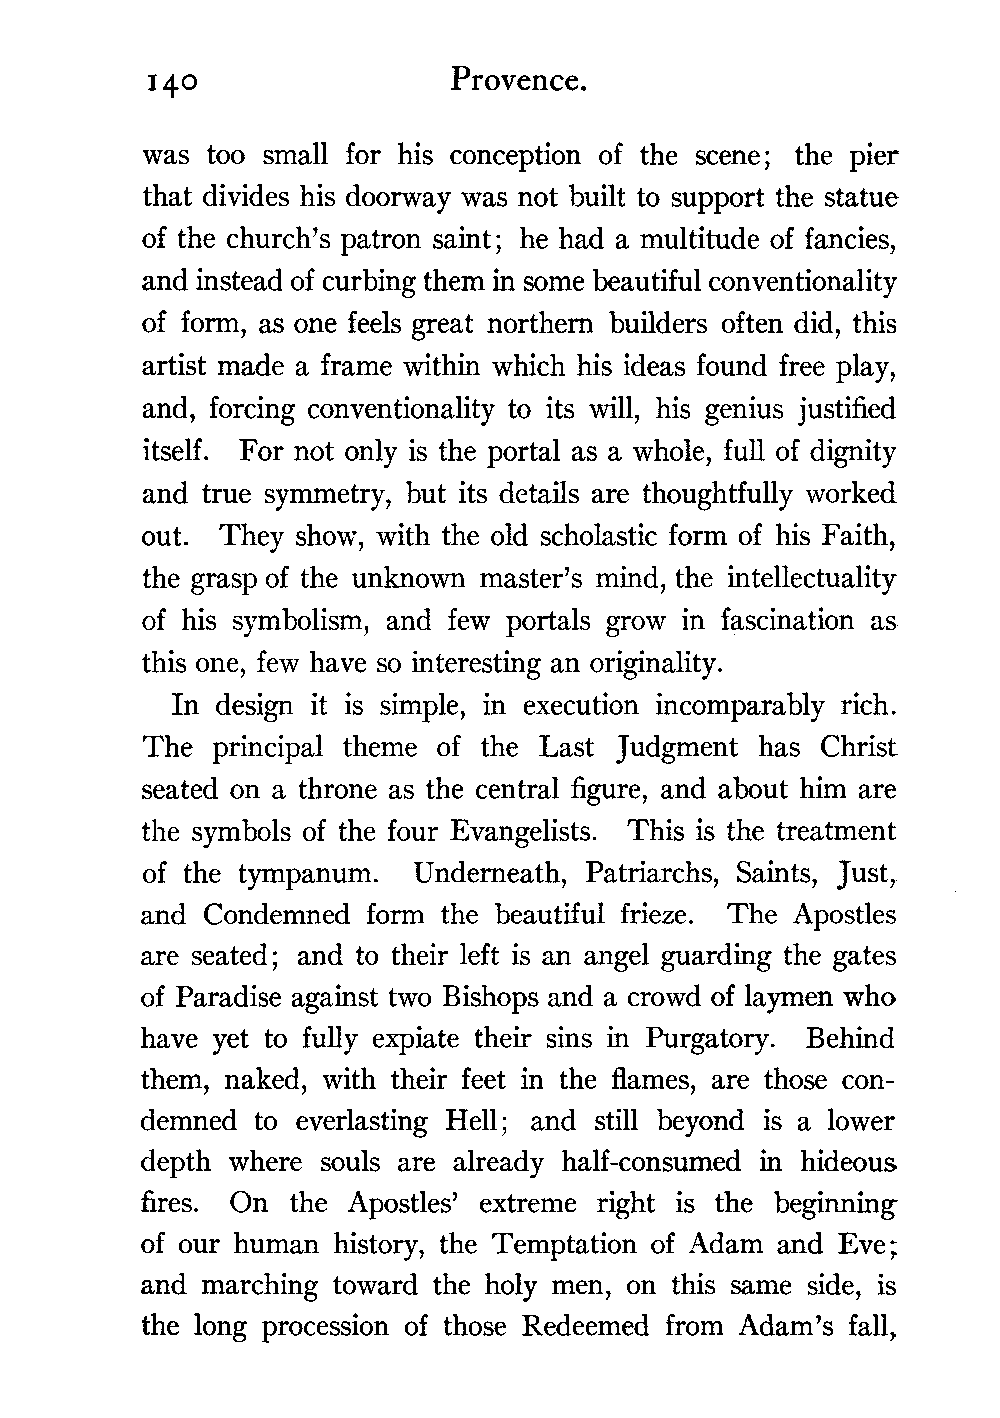 140 Provence.
was too small for his conception of the scene; the pier
that divides his doorway was not built to support the statue
of the church's patron saint; he had a multitude of fancies,
and instead of curbing them in some beautiful conventionality
of form, as one feels great northern builders often did, this
artist made a frame within which his ideas found free play,
and, forcing conventionality to its will, his genius justified
itself. For not only is the portal as a whole, full of dignity
and true symmetry, but its details are thoughtfully worked
out. They show, with the old scholastic form of his Faith,
the grasp of the unknown master's mind, the intellectuality
of his symbolism, and few portals grow in fascination as
this one, few have so interesting an originality.
In design it is simple, in execution incomparably rich.
The principal theme of the Last Judgment has Christ
seated on a throne as the central figure, and about him are
the symbols of the four Evangelists. This is the treatment
of the tympanum. Underneath, Patriarchs, Saints, Just,
and Condemned form the beautiful frieze. The Apostles
are seated; and to their left is an angel guarding the gates
of Paradise against two Bishops and a crowd of laymen who
have yet to fully expiate their sins in Purgatory. Behind
them, naked, with their feet in the flames, are those con-
demned to everlasting Hell; and still beyond is a lower
depth where souls are already half-consumed in hideous
fires. On the Apostles' extreme right is the beginning
of our human history, the Temptation of Adam and Eve;
and marching toward the holy men, on this same side, is
the long procession of those Redeemed from Adam's fall,